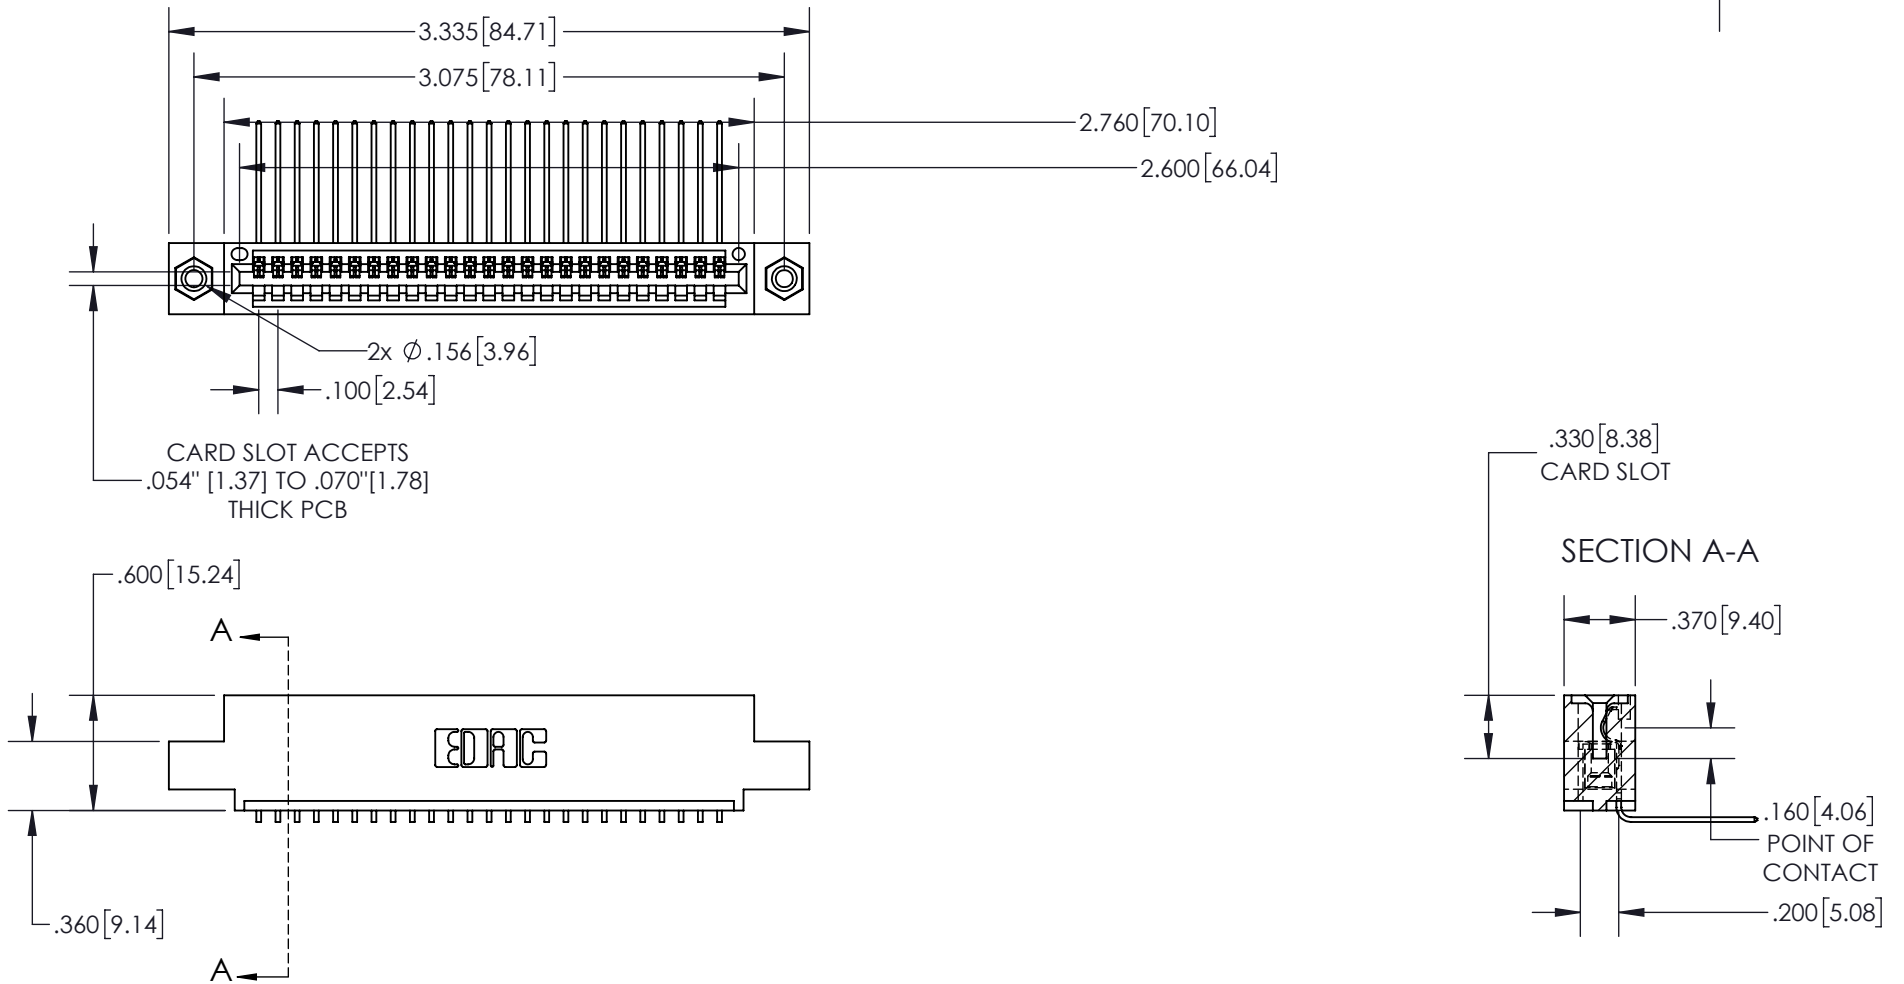 3.335[84.71]
3.075[78.11]
2.760[70.10]
2.600[66.04]
2x Ø.156[3.96]
.100[2.54]
CARD SLOT ACCEPTS
.054" [1.37] TO .070"[1.78]
THICK PCB
.330[8.38]
CARD SLOT
SECTION A-A
.600[15.24]
A
.370[9.40]
EDAC
.160[4.06]
POINT OF
CONTACT
.360[9.14]
.200[5.08]
A